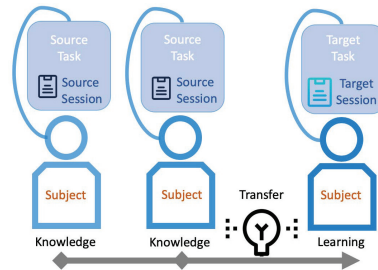 Source
Task
Source
Session
Source
Task
Source
Session
Target
Task
Target
Session
Subject
Subject
Transfer
Subject
Knowledge
Knowledge
Learning